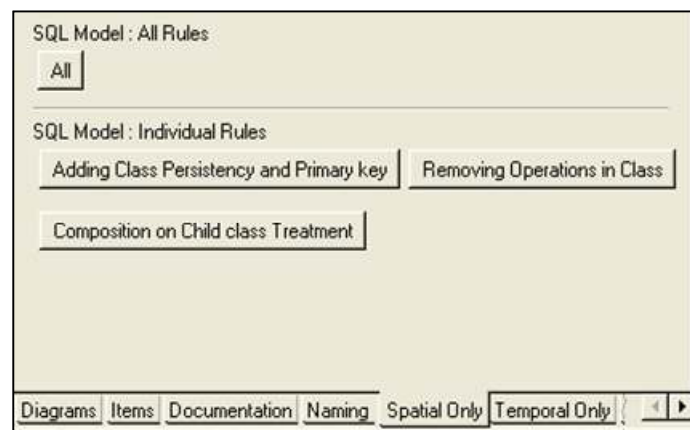 SQL Model : All Rules
All
SQL Model : Individual Rules
Adding Class Persistency and Primary key Removing Operations in Class
Composition on Child class Treatment
Diagrams Items Documentation Naming Spatial Only Temporal Only